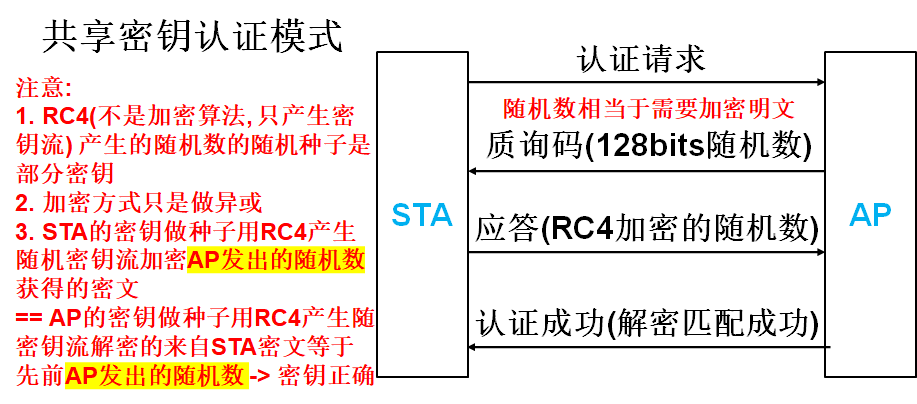 共享密钥认证模式
注意:
1. RC4(不是加密算法, 只产生密
钥流) 产生的随机数的随机种子是
部分密钥
2. 加密方式只是做异或
3. STA的密钥做种子用RC4产生
随机密钥流加密AP发出的随机数
获得的密文
== AP的密钥做种子用RC4产生随
密钥流解密的来自STA密文等于
先前AP发出的随机数 -> 密钥正确
STA
认证请求
随机数相当于需要加密明文
质询码(128bits随机数)
应答(RC4加密的随机数)
认证成功(解密匹配成功)
AP